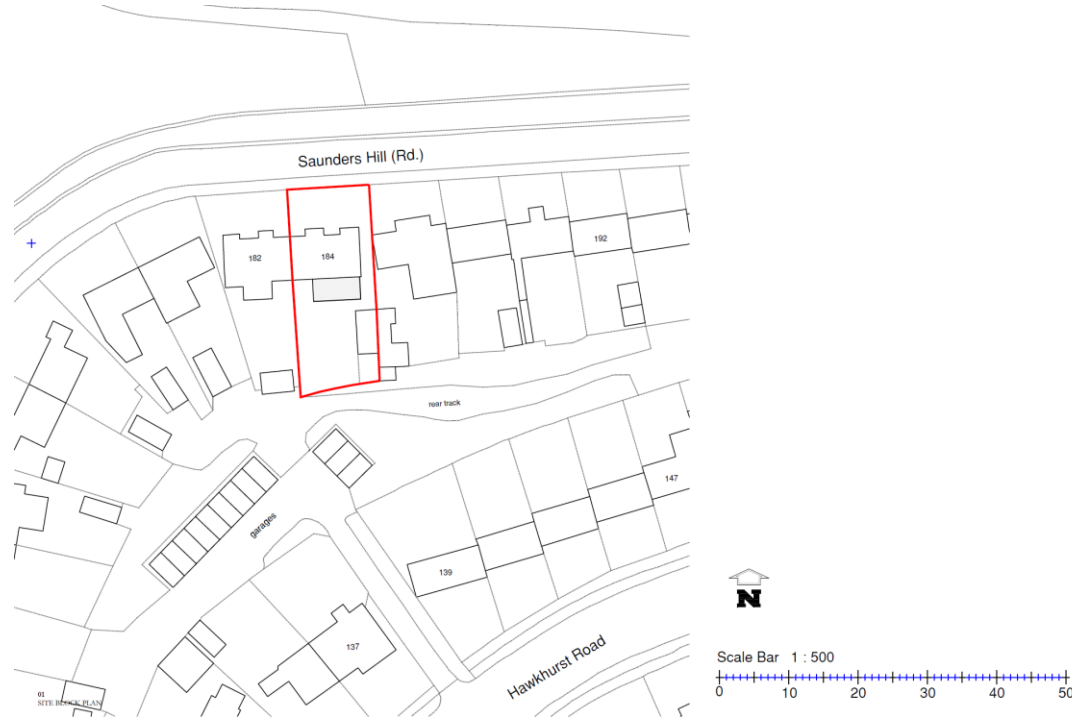 Saunders Hill (Rd.)
182
184
192
rear track
garages
147
139
137
Hawkhurst Road
01
SITE BLOCK PLAN
N
Scale Bar 1 : 500
0 10 20 30 40 50